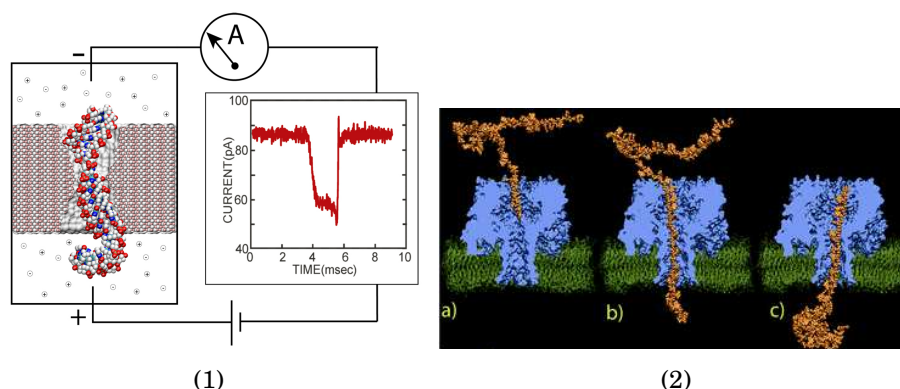 A
−
+
100
80
60
40
CURRENT(pA)
0 2 4 6 8 10
TIME(msec)
(1)
a)
b)
c)
(2)